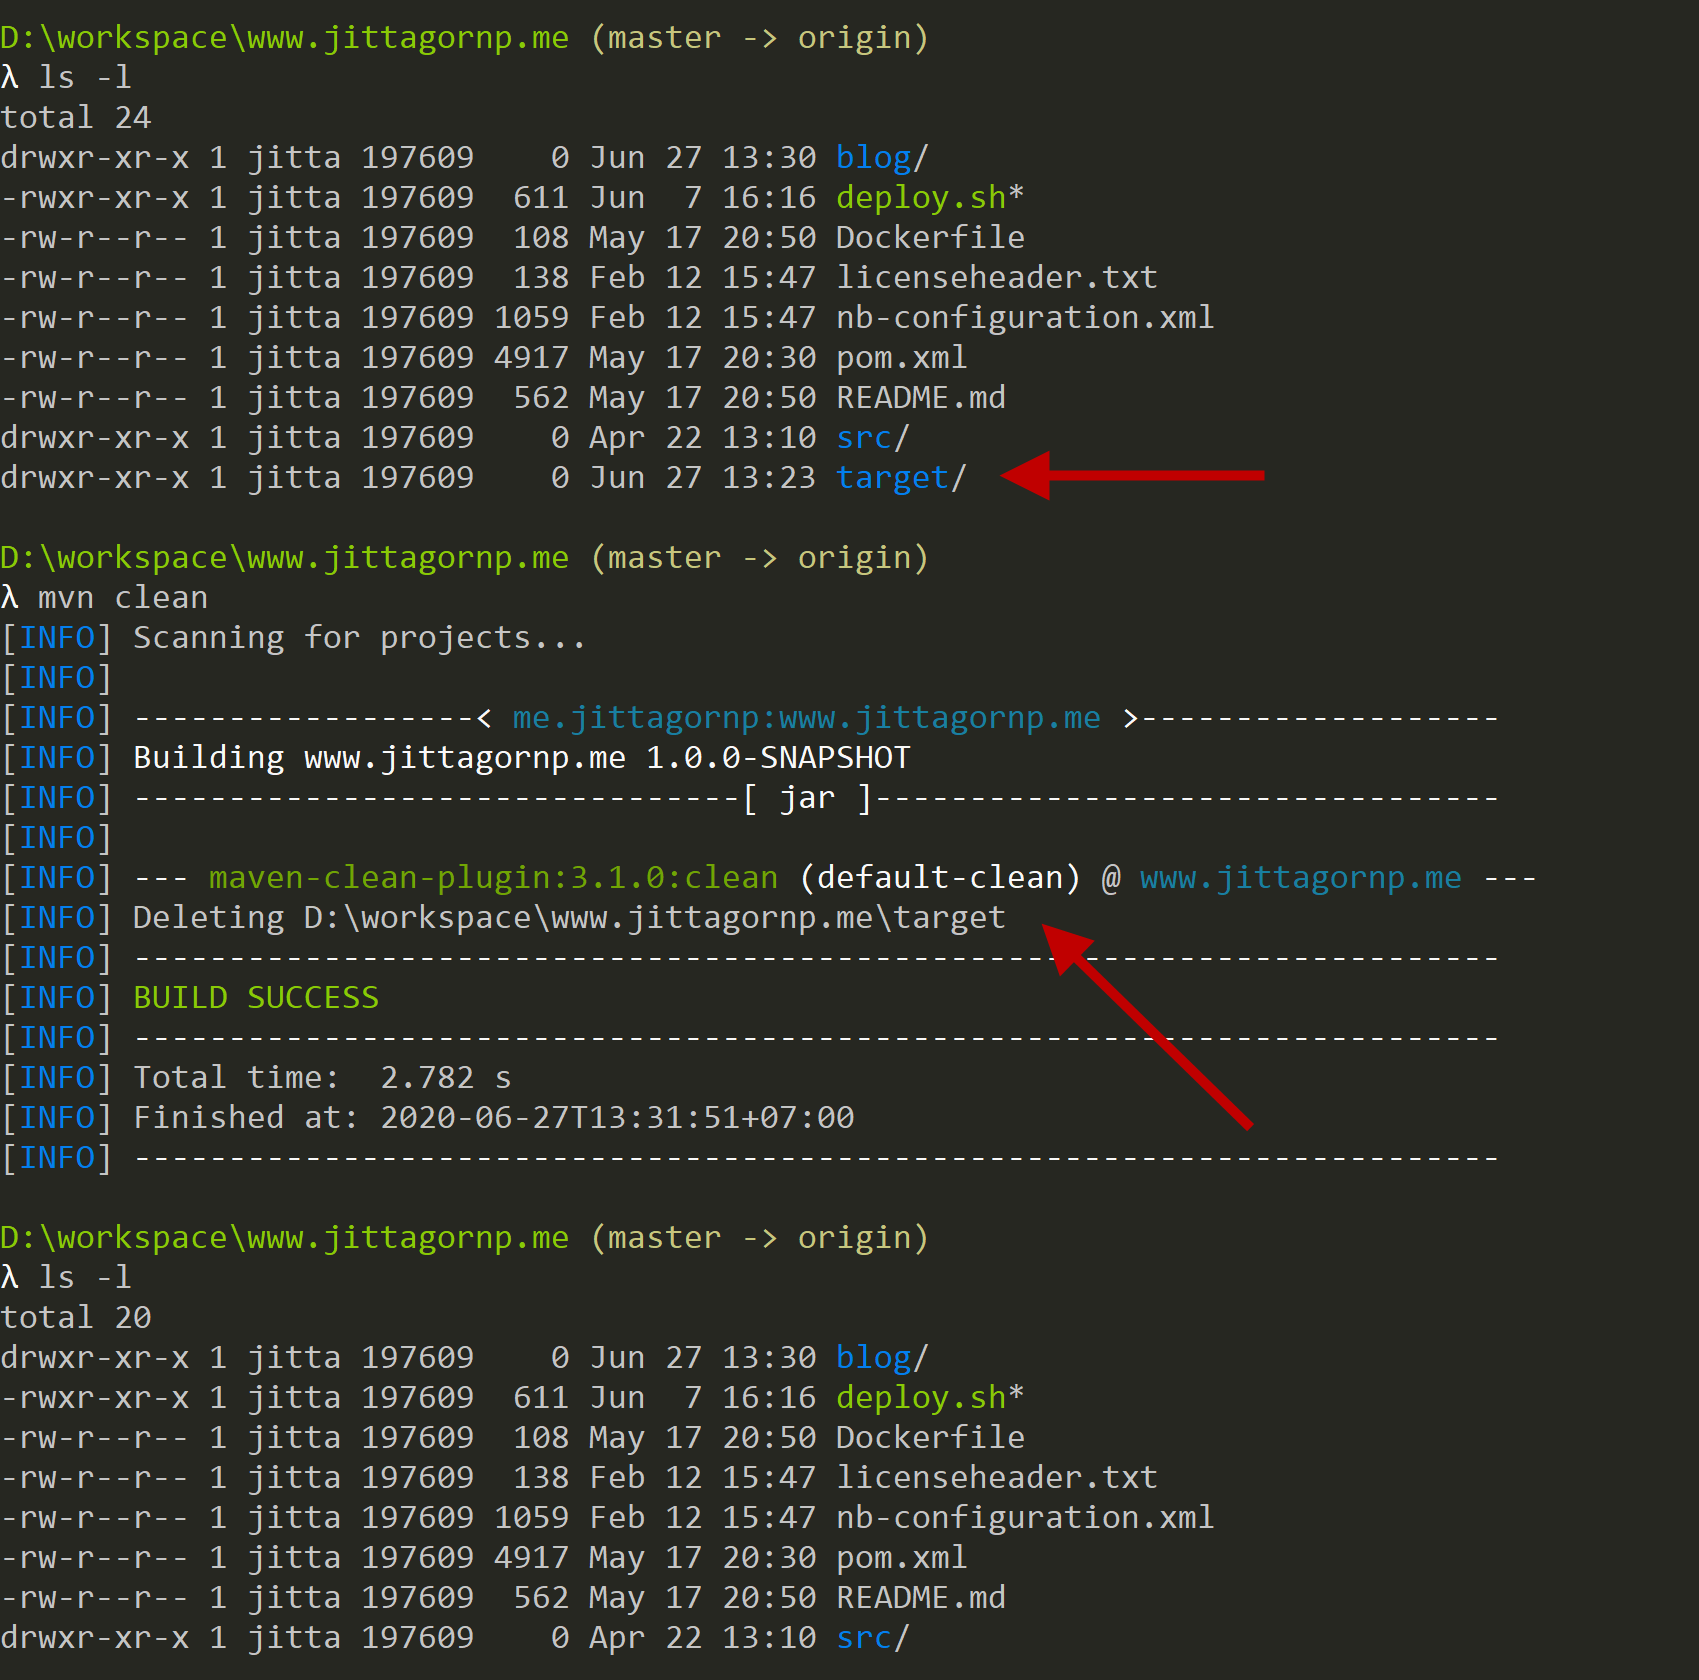 D:\workspace\www.jittagornp.me (master -> origin)
λ ls -l
total 24
drwxr-xr-x 1 jitta 197609    0 Jun 27 13:30 blog/
-rwxr-xr-x 1 jitta 197609  611 Jun  7 16:16 deploy.sh*
-rw-r--r-- 1 jitta 197609  108 May 17 20:50 Dockerfile
-rw-r--r-- 1 jitta 197609  138 Feb 12 15:47 licenseheader.txt
-rw-r--r-- 1 jitta 197609 1059 Feb 12 15:47 nb-configuration.xml
-rw-r--r-- 1 jitta 197609 4917 May 17 20:30 pom.xml
-rw-r--r-- 1 jitta 197609  562 May 17 20:50 README.md
drwxr-xr-x 1 jitta 197609    0 Apr 22 13:10 src/
drwxr-xr-x 1 jitta 197609    0 Jun 27 13:23 target/
D:\workspace\www.jittagornp.me (master -> origin)
λ mvn clean
[INFO] Scanning for projects...
[INFO]
[INFO] ------------------< me.jittagornp:www.jittagornp.me >-------------------
[INFO] Building www.jittagornp.me 1.0.0-SNAPSHOT
[INFO] --------------------------------[ jar ]---------------------------------
[INFO]
[INFO] --- maven-clean-plugin:3.1.0:clean (default-clean) @ www.jittagornp.me ---
[INFO] Deleting D:\workspace\www.jittagornp.me\target
[INFO] ------------------------------------------------------------------------
[INFO] BUILD SUCCESS
[INFO] ------------------------------------------------------------------------
[INFO] Total time:  2.782 s
[INFO] Finished at: 2020-06-27T13:31:51+07:00
[INFO] ------------------------------------------------------------------------
D:\workspace\www.jittagornp.me (master -> origin)
λ ls -l
total 20
drwxr-xr-x 1 jitta 197609    0 Jun 27 13:30 blog/
-rwxr-xr-x 1 jitta 197609  611 Jun  7 16:16 deploy.sh*
-rw-r--r-- 1 jitta 197609  108 May 17 20:50 Dockerfile
-rw-r--r-- 1 jitta 197609  138 Feb 12 15:47 licenseheader.txt
-rw-r--r-- 1 jitta 197609 1059 Feb 12 15:47 nb-configuration.xml
-rw-r--r-- 1 jitta 197609 4917 May 17 20:30 pom.xml
-rw-r--r-- 1 jitta 197609  562 May 17 20:50 README.md
drwxr-xr-x 1 jitta 197609    0 Apr 22 13:10 src/